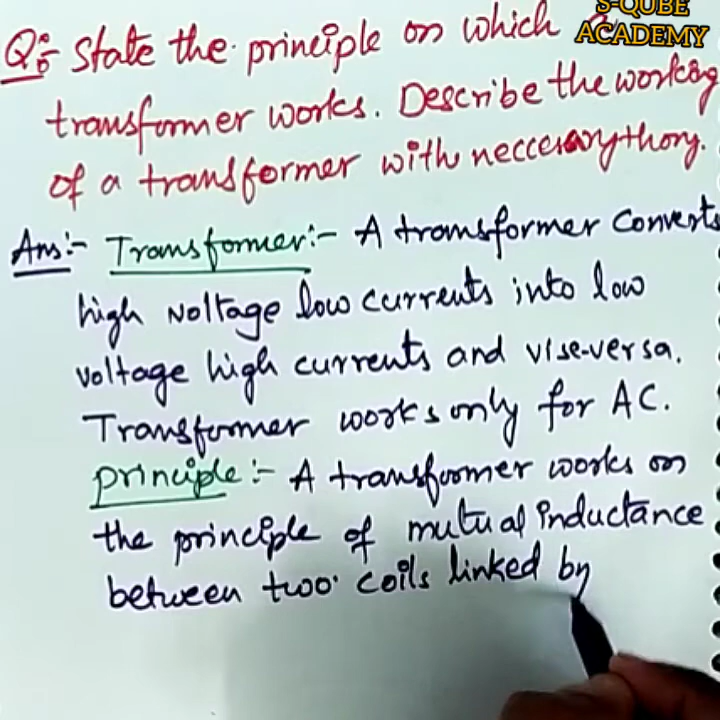 S-QUBE
ACADEMY
Q:- State the principle on which a
transformer works. Describe the working
of a transformer with neccessary thory.
Ans:- Transformer:- A transformer converts
high voltage low currents into low
voltage high currents and vise-versa.
Transformer works only for AC.
principle:- A transformer works on
the principle of mutual inductance
between two coils linked by